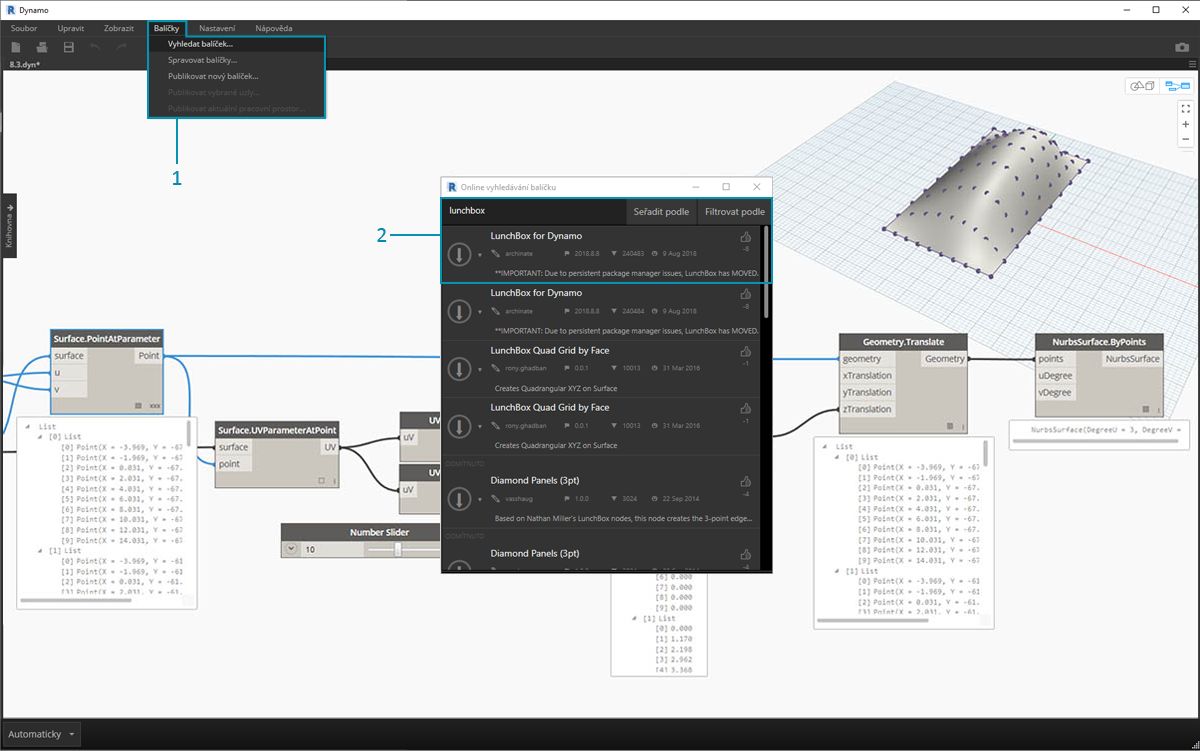 Dynamo
Soubor Upravit Zobrazit Balíčky Nastavení Nápověda
8.3.dyn*
Vyhledat balíček...
Spravovat balíčky...
Publikovat nový balíček...
Publikovat vybrané uzly...
Publikovat aktuální pracovní prostor...
1
Knihovna
Online vyhledávání balíčku
lunchbox Seřadit podle Filtrovat podle
2
LunchBox for Dynamo
archinate 2018.8.8 240483 9 Aug 2018 -8
**IMPORTANT: Due to persistent package manager issues, LunchBox has MOVED.
LunchBox for Dynamo
archinate 2018.8.8 240484 9 Aug 2018 -8
**IMPORTANT: Due to persistent package manager issues, LunchBox has MOVED.
LunchBox Quad Grid by Face
rony.ghadban 0.0.1 10013 31 Mar 2016 -1
Creates Quadrangular XYZ on Surface
LunchBox Quad Grid by Face
rony.ghadban 0.0.1 10013 31 Mar 2016 -1
Creates Quadrangular XYZ on Surface
ODMÍTNUTO
Diamond Panels (3pt)
vasshaug 1.0.0 3024 22 Sep 2014 -4
Based on Nathan Miller's LunchBox nodes, this node creates the 3-point edge...
ODMÍTNUTO
Diamond Panels (3pt)
Surface.PointAtParameter
surface Point
u
v
xxx
List
[0] List
[0] Point(X = -3.969, Y = -67.
[1] Point(X = -1.969, Y = -67.
[2] Point(X = 0.031, Y = -67.
[3] Point(X = 2.031, Y = -67.
[4] Point(X = 4.031, Y = -67.
[5] Point(X = 6.031, Y = -67.
[6] Point(X = 8.031, Y = -67.
[7] Point(X = 10.031, Y = -67
[8] Point(X = 12.031, Y = -67
[9] Point(X = 14.031, Y = -67
[1] List
[0] Point(X = -3.969, Y = -61
[1] Point(X = -1.969, Y = -61
[2] Point(X = 0.031, Y = -61.
[3] Point(X = 2.031, Y = -61.
Surface.UVParameterAtPoint
surface UV
point
UV
uV
UV
uV
Number Slider
10
[6] 0.000
[7] 0.000
[8] 0.000
[9] 0.000
[1] List
[0] 0.000
[1] 1.170
[2] 2.198
[3] 2.962
[4] 3.368
Geometry.Translate
geometry Geometry
xTranslation
yTranslation
zTranslation
List
[0] List
[0] Point(X = -3.969, Y = -67
[1] Point(X = -1.969, Y = -67
[2] Point(X = 0.031, Y = -67.
[3] Point(X = 2.031, Y = -67.
[4] Point(X = 4.031, Y = -67.
[5] Point(X = 6.031, Y = -67.
[6] Point(X = 8.031, Y = -67.
[7] Point(X = 10.031, Y = -67
[8] Point(X = 12.031, Y = -67
[9] Point(X = 14.031, Y = -67
[1] List
[0] Point(X = -3.969, Y = -61
[1] Point(X = -1.969, Y = -61
[2] Point(X = 0.031, Y = -61.
[3] Point(X = 2.031, Y = -61.
NurbsSurface.ByPoints
points NurbsSurface
uDegree
vDegree
NurbsSurface(DegreeU = 3, DegreeV =
Automaticky